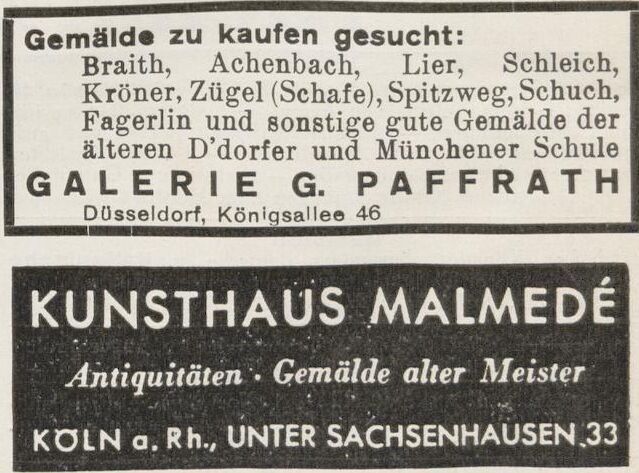 Gemälde zu kaufen gesucht:
Braith, Achenbach, Lier, Schleich,
Kröner, Zügel (Schafe), Spitzweg, Schuch,
Fagerlin und sonstige gute Gemälde der
älteren D'dorfer und Münchener Schule
GALERIE G. PAFFRATH
Düsseldorf, Königsallee 46
KUNSTHAUS MALMEDÉ
Antiquitäten · Gemälde alter Meister
KÖLN a. Rh., UNTER SACHSENHAUSEN 33